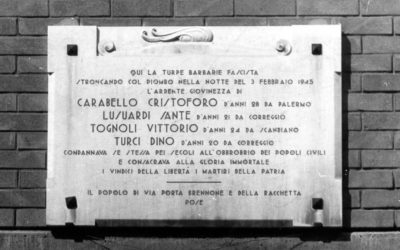 QUI LA TURPE BARBARIE FASCISTA
STRONCANDO COL PIOMBO NELLA NOTTE DEL 3 FEBBRAIO 1945
L'ARDENTE GIOVINEZZA DI
CARABELLO CRISTOFORO D'ANNI 28 DA PALERMO
LUSUARDI SANTE D'ANNI 21 DA CORREGGIO
TOGNOLI VITTORIO D'ANNI 24 DA SCANDIANO
TURCI DINO D'ANNI 20 DA CORREGGIO
CONDANNAVA SE STESSA PEI SECOLI ALL'OBBROBRIO DEI POPOLI CIVILI
E CONSACRAVA ALLA GLORIA IMMORTALE
I VINDICI DELLA LIBERTÀ I MARTIRI DELLA PATRIA
IL POPOLO DI VIA PORTA BRENNONE E DELLA RACCHETTA
POSE